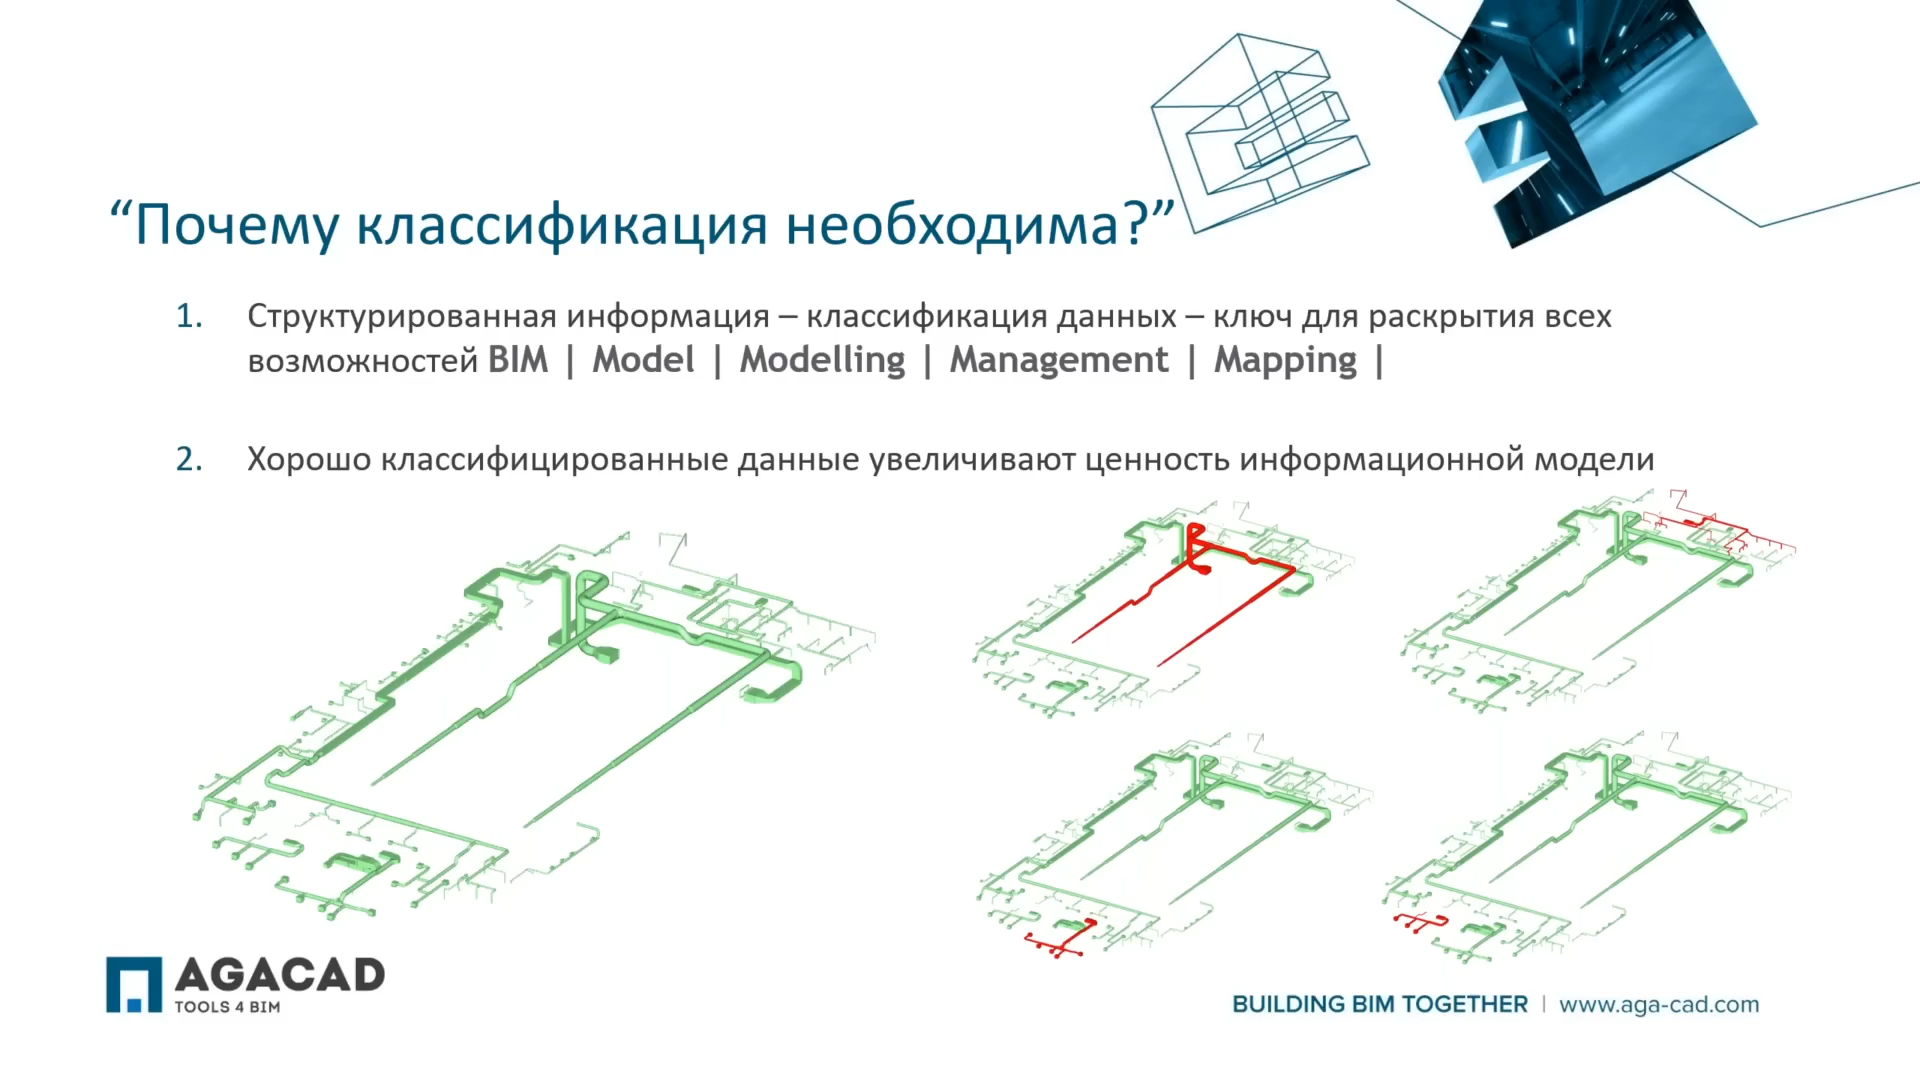 “Почему классификация необходима?”
1. Структурированная информация – классификация данных – ключ для раскрытия всех
возможностей BIM | Model | Modelling | Management | Mapping |
2. Хорошо классифицированные данные увеличивают ценность информационной модели
AGACAD
TOOLS 4 BIM
BUILDING BIM TOGETHER | www.aga-cad.com